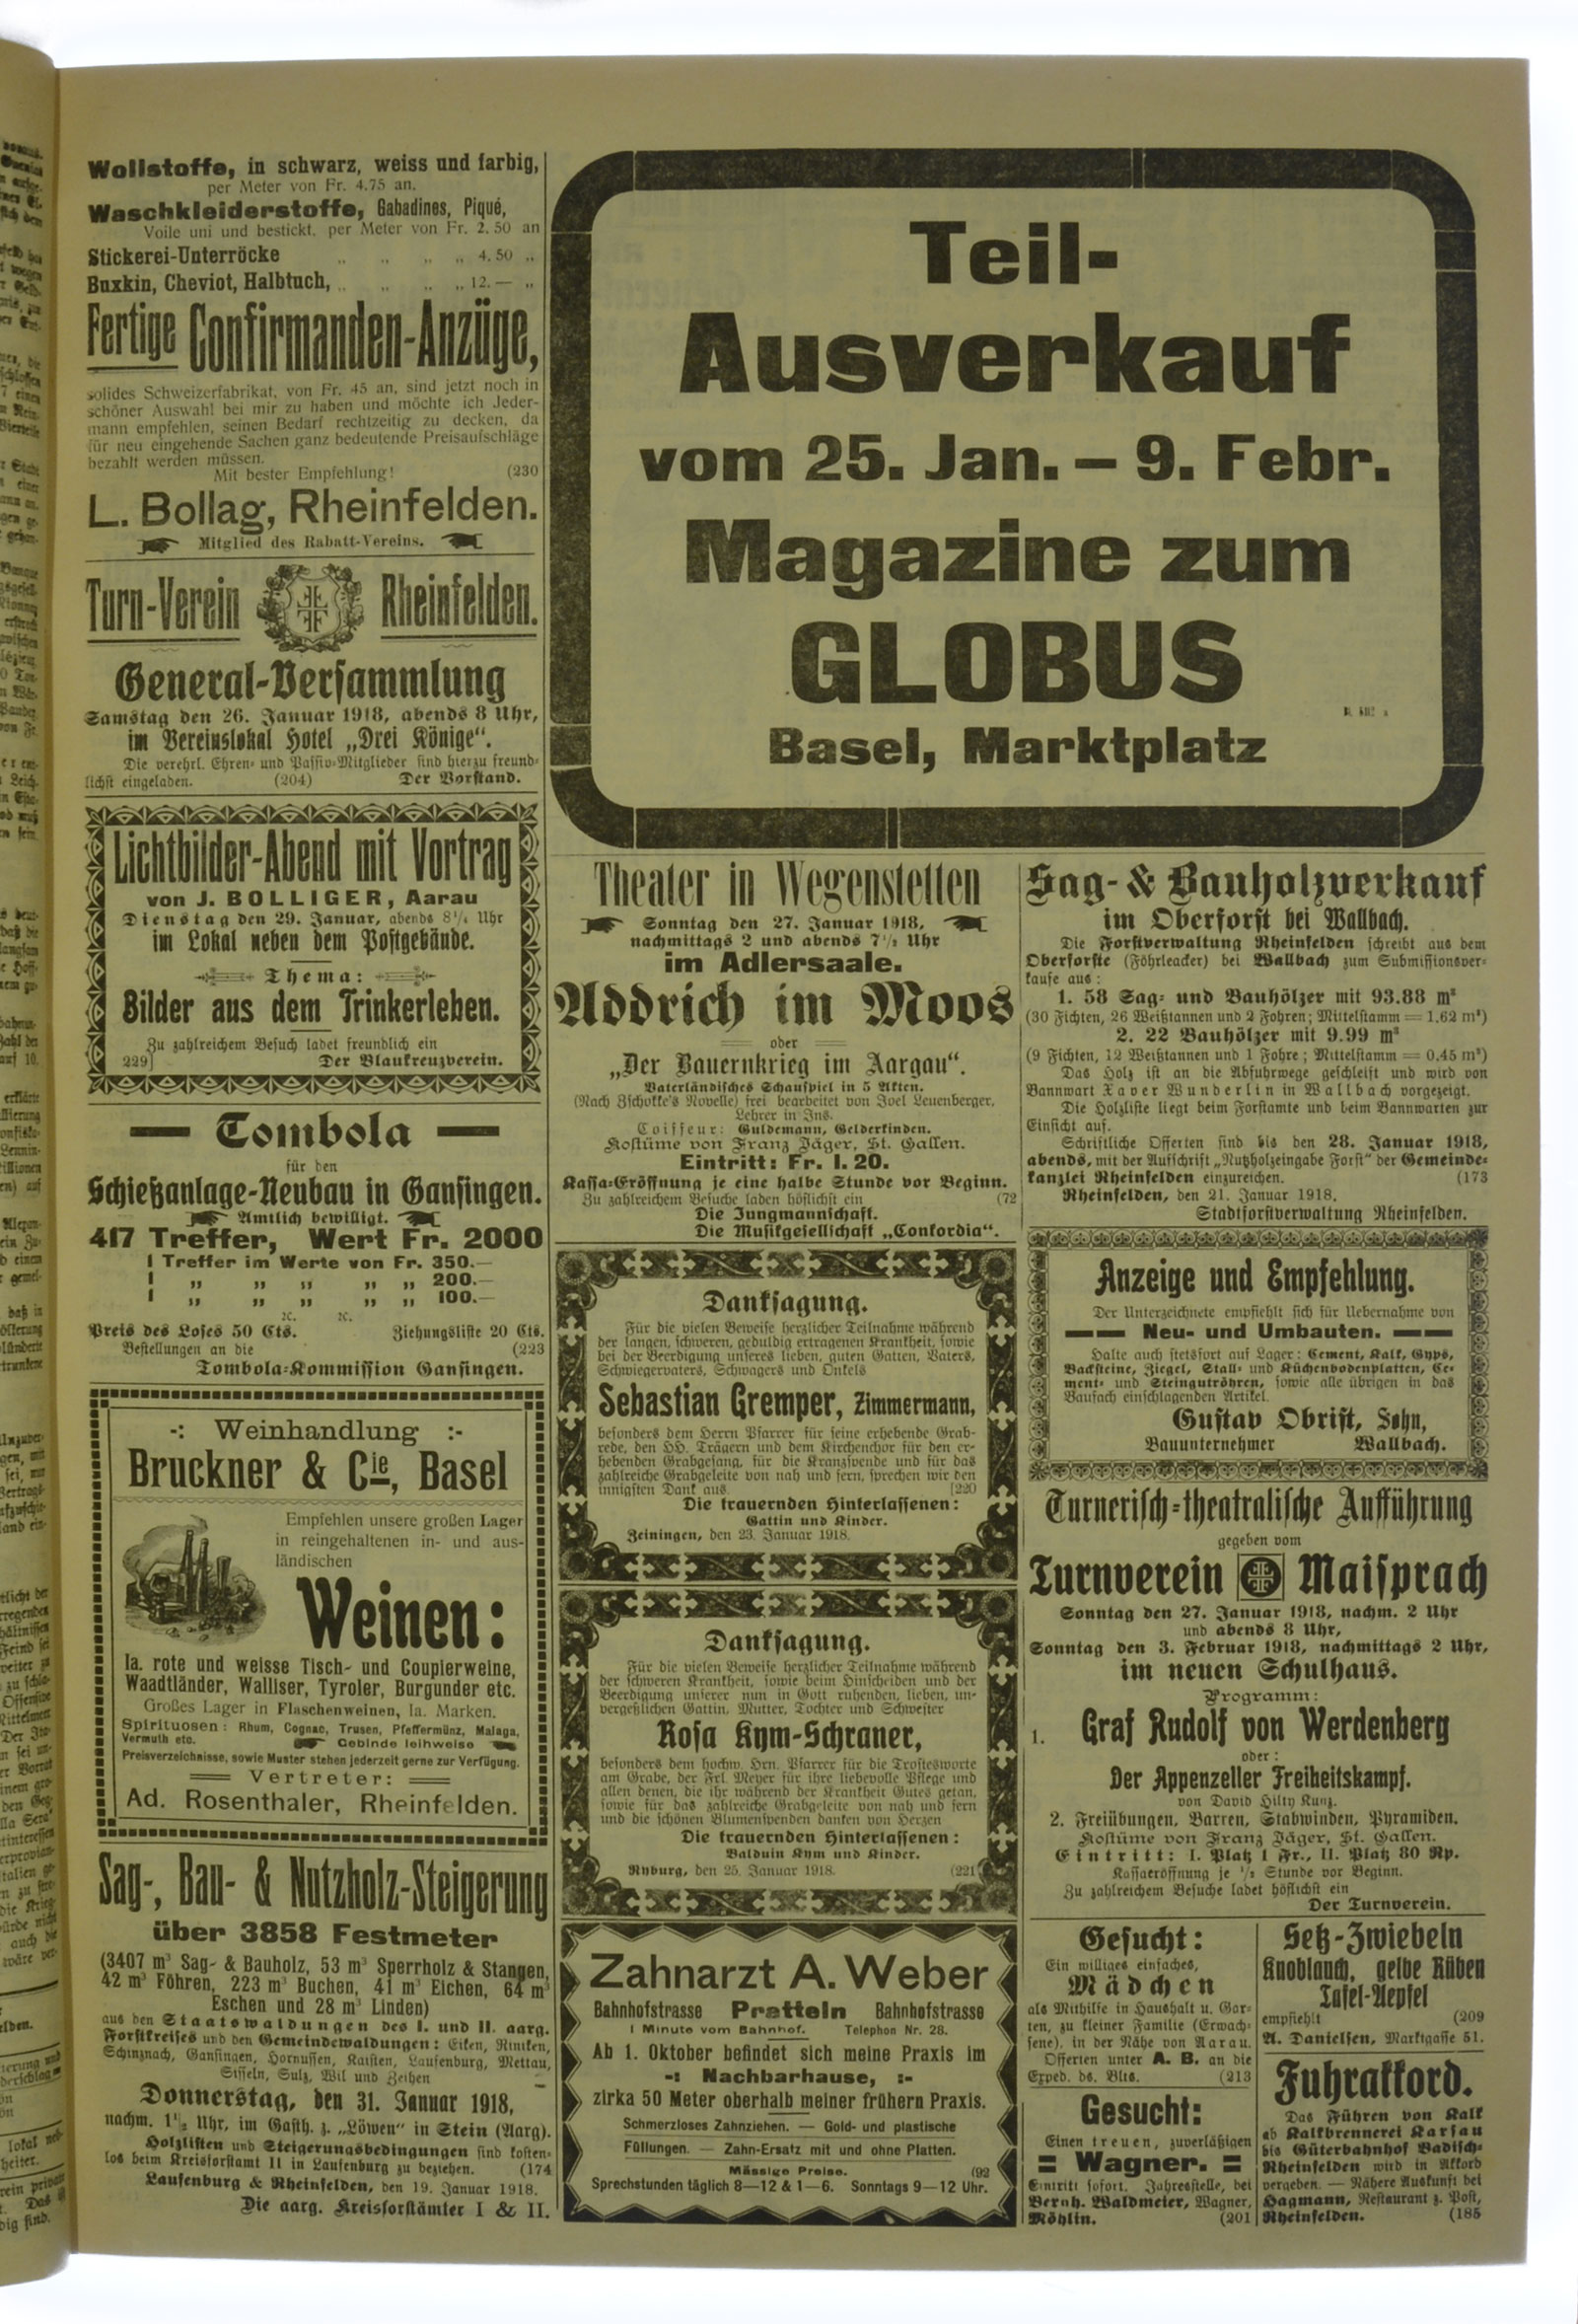 Wollstoffe, in schwarz, weiss und farbig,
per Meter von Fr. 4.75 an.
Waschkleiderstoffe, Gabadines, Piqué,
Voile uni und bestickt, per Meter von Fr. 2.50 an
Stickerei-Unterröcke „ „ „ „ 4.50 „
Buxkin, Cheviot, Halbtuch, „ „ „ „ 12.— „
Fertige Confirmanden-Anzüge,
solides Schweizerfabrikat, von Fr. 45 an, sind jetzt noch in
schöner Auswahl bei mir zu haben und möchte ich Jeder-
mann empfehlen, seinen Bedarf rechtzeitig zu decken, da
für neu eingehende Sachen ganz bedeutende Preisaufschläge
bezahlt werden müssen.
Mit bester Empfehlung! (230
L. Bollag, Rheinfelden.
Mitglied des Rabatt-Vereins.
Turn-Verein Rheinfelden.
General-Versammlung
Samstag den 26. Januar 1918, abends 8 Uhr,
im Vereinslokal Hotel „Drei Könige“.
Die verehrl. Ehren- und Passiv-Mitglieder sind hierzu freund-
lichst eingeladen. (204) Der Vorstand.
Lichtbilder-Abend mit Vortrag
von J. BOLLIGER, Aarau
Dienstag den 29. Januar, abends 8¼ Uhr
im Lokal neben dem Postgebäude.
Thema:
Bilder aus dem Trinkerleben.
Zu zahlreichem Besuch ladet freundlich ein
229] Der Blaukreuzverein.
Tombola
für den
Schießanlage-Neubau in Gansingen.
Amtlich bewilligt.
417 Treffer, Wert Fr. 2000
1 Treffer im Werte von Fr. 350.—
1 „ „ „ „ „ 200.—
1 „ „ „ „ „ 100.—
ꝛc. ꝛc.
Preis des Loses 50 Cts. Ziehungsliste 20 Cts.
Bestellungen an die (223
Tombola-Kommission Gansingen.
-: Weinhandlung :-
Bruckner & Cie, Basel
Empfehlen unsere großen Lager
in reingehaltenen in- und aus-
ländischen
Weinen:
Ia. rote und weisse Tisch- und Coupierweine,
Waadtländer, Walliser, Tyroler, Burgunder etc.
Großes Lager in Flaschenweinen, Ia. Marken.
Spirituosen: Rhum, Cognac, Trusen, Pfeffermünz, Malaga,
Vermuth etc. Gebinde leihweise
Preisverzeichnisse, sowie Muster stehen jederzeit gerne zur Verfügung.
Vertreter:
Ad. Rosenthaler, Rheinfelden.
Sag-, Bau- & Nutzholz-Steigerung
über 3858 Festmeter
(3407 m³ Sag- & Bauholz, 53 m³ Sperrholz & Stangen,
42 m³ Föhren, 223 m³ Buchen, 41 m³ Eichen, 64 m³
Eschen und 28 m³ Linden)
aus den Staatswaldungen des I. und II. aarg.
Forstkreises und den Gemeindewaldungen: Eiken, Riniken,
Schinznach, Gansingen, Hornussen, Kaisten, Laufenburg, Mettau,
Sisseln, Sulz, Wil und Zeihen
Donnerstag, den 31. Januar 1918,
nachm. 1½ Uhr, im Gasth. z. „Löwen“ in Stein (Aarg).
Holzlisten und Steigerungsbedingungen sind kosten-
los beim Kreisforstamt II in Laufenburg zu beziehen. (174
Laufenburg & Rheinfelden, den 19. Januar 1918.
Die aarg. Kreisforstämter I & II.
Teil-
Ausverkauf
vom 25. Jan. – 9. Febr.
Magazine zum
GLOBUS
Basel, Marktplatz
Theater in Wegenstetten
Sonntag den 27. Januar 1918,
nachmittags 2 und abends 7½ Uhr
im Adlersaale.
Addrich im Moos
oder
„Der Bauernkrieg im Aargau“.
Vaterländisches Schauspiel in 5 Akten.
(Nach Zschokke's Novelle) frei bearbeitet von Joel Leuenberger,
Lehrer in Ins.
Coiffeur: Guldemann, Gelderkinden.
Kostüme von Franz Jäger, St. Gallen.
Eintritt: Fr. 1.20.
Kassa-Eröffnung je eine halbe Stunde vor Beginn.
Zu zahlreichem Besuche laden höflichst ein (72
Die Jungmannschaft.
Die Musikgesellschaft „Conkordia“.
Danksagung.
Für die vielen Beweise herzlicher Teilnahme während
der langen, schweren, geduldig ertragenen Krankheit, sowie
bei der Beerdigung unseres lieben, guten Gatten, Vaters,
Schwiegervaters, Schwagers und Onkels
Sebastian Gremper, Zimmermann,
besonders dem Herrn Pfarrer für seine erhebende Grab-
rede, den HH. Trägern und dem Kirchenchor für den er-
hebenden Grabgesang, für die Kranzspende und für das
zahlreiche Grabgeleite von nah und fern, sprechen wir den
innigsten Dank aus. [220
Die trauernden Hinterlassenen:
Gattin und Kinder.
Zeiningen, den 23. Januar 1918.
Danksagung.
Für die vielen Beweise herzlicher Teilnahme während
der schweren Krankheit, sowie beim Hinscheiden und der
Beerdigung unserer nun in Gott ruhenden, lieben, un-
vergeßlichen Gattin, Mutter, Tochter und Schwester
Rosa Kym-Schraner,
besonders dem hochw. Hrn. Pfarrer für die Trostesworte
am Grabe, der Frl. Meyer für ihre liebevolle Pflege und
allen denen, die ihr während der Krankheit Gutes getan,
sowie für das zahlreiche Grabgeleite von nah und fern
und die schönen Blumenspenden danken von Herzen
Die trauernden Hinterlassenen:
Balduin Kym und Kinder.
Ryburg, den 25. Januar 1918. (221
Zahnarzt A. Weber
Bahnhofstrasse Pratteln Bahnhofstrasse
1 Minute vom Bahnhof. Telephon Nr. 28.
Ab 1. Oktober befindet sich meine Praxis im
-: Nachbarhause, :-
zirka 50 Meter oberhalb meiner frühern Praxis.
Schmerzloses Zahnziehen. — Gold- und plastische
Füllungen. — Zahn-Ersatz mit und ohne Platten.
Mässige Preise. (92
Sprechstunden täglich 8—12 & 1—6. Sonntags 9—12 Uhr.
Sag- & Bauholzverkauf
im Oberforst bei Wallbach.
Die Forstverwaltung Rheinfelden schreibt aus dem
Oberforste (Föhrleacker) bei Wallbach zum Submissionsver-
kaufe aus:
1. 58 Sag- und Bauhölzer mit 93.88 m³
(30 Fichten, 26 Weißtannen und 2 Fohren; Mittelstamm = 1.62 m³)
2. 22 Bauhölzer mit 9.99 m³
(9 Fichten, 12 Weißtannen und 1 Fohre; Mittelstamm = 0,45 m³)
Das Holz ist an die Abfuhrwege geschleift und wird von
Bannwart Xaver Wunderlin in Wallbach vorgezeigt.
Die Holzliste liegt beim Forstamte und beim Bannwarten zur
Einsicht auf.
Schriftliche Offerten sind bis den 28. Januar 1918,
abends, mit der Aufschrift „Nutzholzeingabe Forst“ der Gemeinde-
kanzlei Rheinfelden einzureichen. (173
Rheinfelden, den 21. Januar 1918.
Stadtforstverwaltung Rheinfelden.
Anzeige und Empfehlung.
Der Unterzeichnete empfiehlt sich für Uebernahme von
Neu- und Umbauten.
Halte auch stetsfort auf Lager: Cement, Kalk, Gyps,
Backsteine, Ziegel, Stall- und Küchenbodenplatten, Ce-
ment- und Steingutröhren, sowie alle übrigen in das
Baufach einschlagenden Artikel.
Gustav Obrist, Sohn,
Bauunternehmer Wallbach.
Turnerisch-theatralische Aufführung
gegeben vom
Turnverein Maisprach
Sonntag den 27. Januar 1918, nachm. 2 Uhr
und abends 8 Uhr,
Sonntag den 3. Februar 1918, nachmittags 2 Uhr,
im neuen Schulhaus.
Programm:
1. Graf Rudolf von Werdenberg
oder:
Der Appenzeller Freiheitskampf.
von David Hilty Kunz.
2. Freiübungen, Barren, Stabwinden, Pyramiden.
Kostüme von Franz Jäger, St. Gallen.
Eintritt: I. Platz 1 Fr., II. Platz 80 Rp.
Kassaeröffnung je ½ Stunde vor Beginn.
Zu zahlreichem Besuche ladet höflichst ein
Der Turnverein.
Gesucht:
Ein williges einfaches,
Mädchen
als Mithilfe in Haushalt u. Gar-
ten, zu kleiner Familie (Erwach-
sene), in der Nähe von Aarau.
Offerten unter A. B. an die
Exped. ds. Blts. (213
Gesucht:
Einen treuen, zuverläßigen
= Wagner. =
Eintritt sofort. Jahresstelle, bei
Bernh. Waldmeier, Wagner,
Möhlin. (201
Setz-Zwiebeln
Knoblauch, gelbe Rüben
Tafel-Aepfel
empfiehlt (209
A. Danielsen, Marktgasse 51.
Fuhrakkord.
Das Führen von Kalk
ab Kalkbrennerei Karsau
bis Güterbahnhof Badisch-
Rheinfelden wird in Akkord
vergeben. — Nähere Auskunft bei
Hagmann, Restaurant z. Post,
Rheinfelden. (185